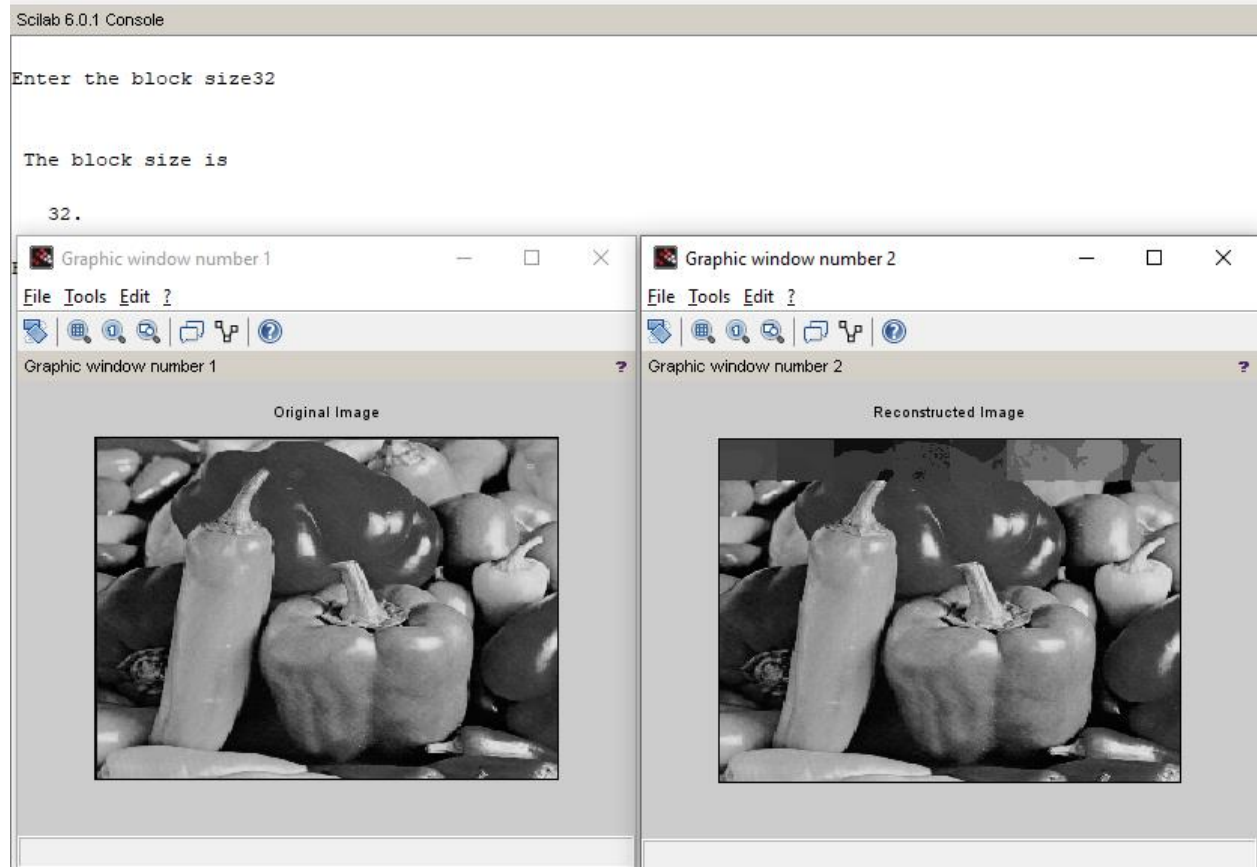 Scilab 6.0.1 Console
Enter the block size32
The block size is
32.
Graphic window number 1
File Tools Edit ?
Graphic window number 1 ?
Original Image
Graphic window number 2
File Tools Edit ?
Graphic window number 2 ?
Reconstructed Image